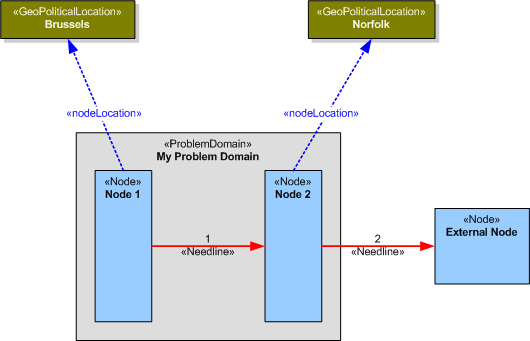 «GeoPoliticalLocation»
Brussels
«GeoPoliticalLocation»
Norfolk
«nodeLocation»
«nodeLocation»
«ProblemDomain»
My Problem Domain
«Node»
Node 1
«Node»
Node 2
«Node»
External Node
1
«Needline»
2
«Needline»